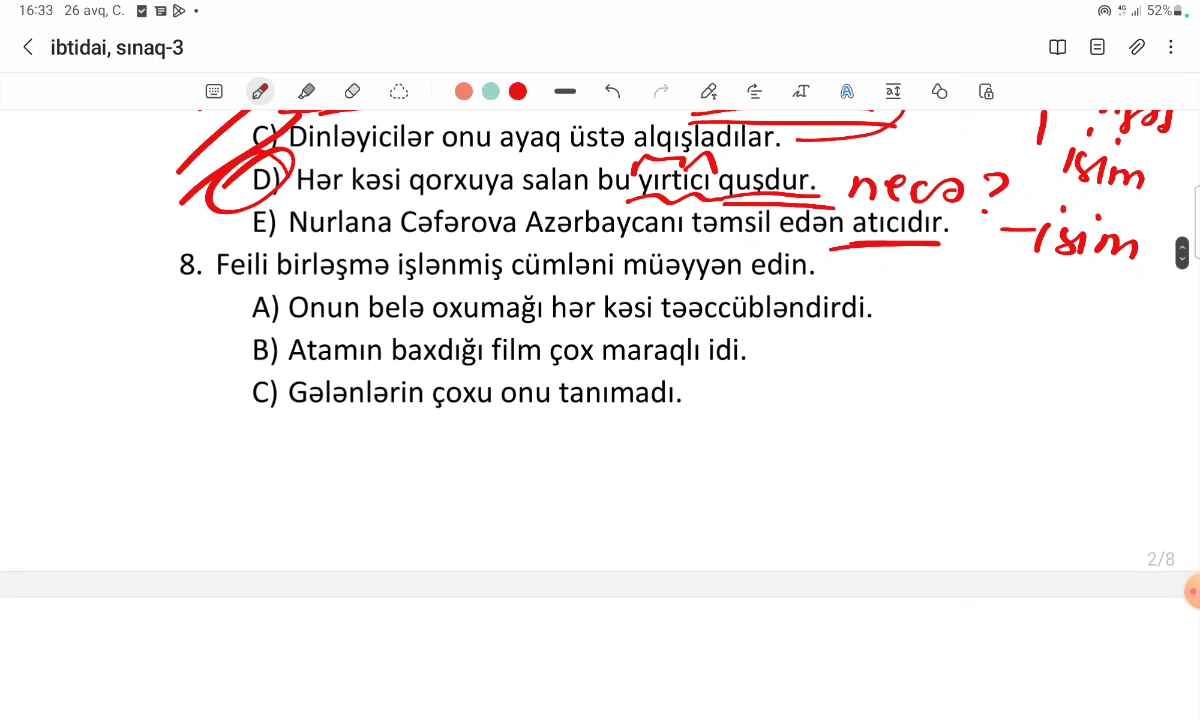 16:33 26 avq, C.
4G 52%
ibtidai, sınaq-3
C) Dinləyicilər onu ayaq üstə alqışladılar.
isim
D) Hər kəsi qorxuya salan bu yırtıcı quşdur. necə?
E) Nurlana Cəfərova Azərbaycanı təmsil edən atıcıdır. – isim
8. Feili birləşmə işlənmiş cümləni müəyyən edin.
A) Onun belə oxumağı hər kəsi təəccübləndirdi.
B) Atamın baxdığı film çox maraqlı idi.
C) Gələnlərin çoxu onu tanımadı.
2/8